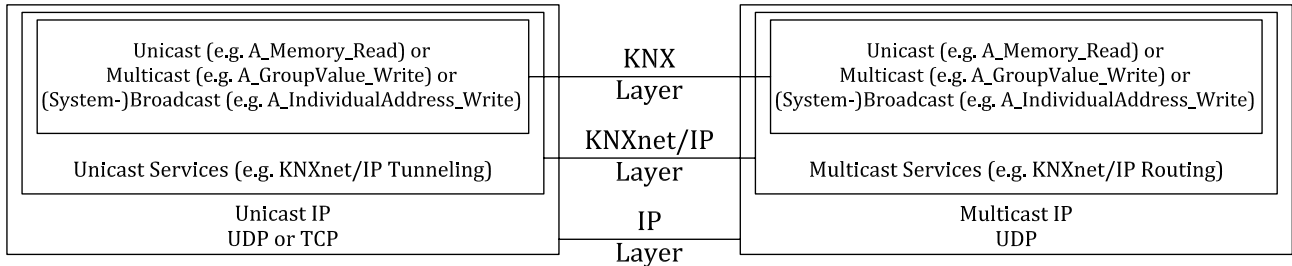 Unicast (e.g. A_Memory_Read) or
Multicast (e.g. A_GroupValue_Write) or
(System-)Broadcast (e.g. A_IndividualAddress_Write)
Unicast Services (e.g. KNXnet/IP Tunneling)
Unicast IP
UDP or TCP
KNX
Layer
KNXnet/IP
Layer
IP
Layer
Unicast (e.g. A_Memory_Read) or
Multicast (e.g. A_GroupValue_Write) or
(System-)Broadcast (e.g. A_IndividualAddress_Write)
Multicast Services (e.g. KNXnet/IP Routing)
Multicast IP
UDP